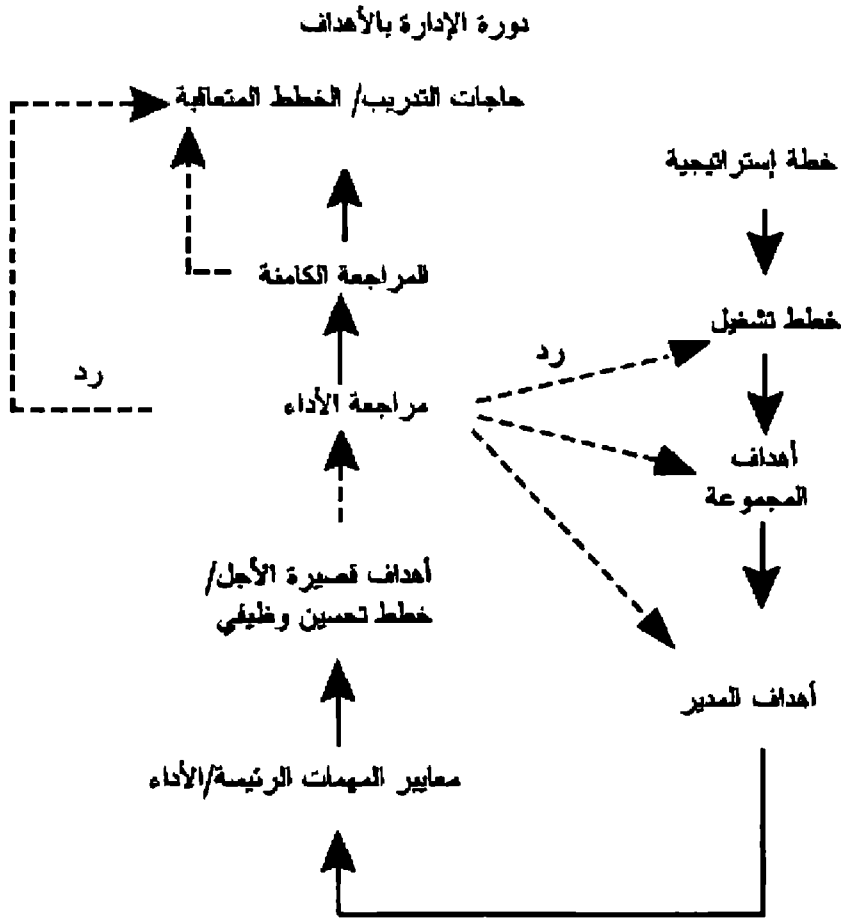 دورة الإدارة بالأهداف
حاجات التدريب/ الخطط المتعاقبة
خطة إستراتيجية
المراجعة الكامنة
خطط تشغيل
رد
رد
مراجعة الأداء
أهداف
المجموعة
أهداف قصيرة الأجل/
خطط تحسين وظيفي
أهداف المدير
معايير المهمات الرئيسة/الأداء